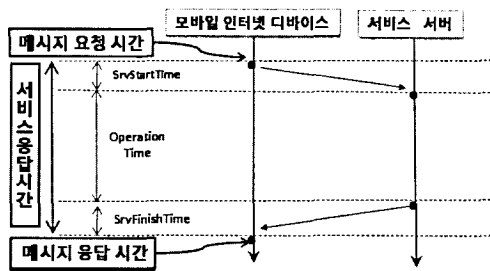 모바일 인터넷 디바이스
서비스 서버
메시지 요청 시간
SrvStartTime
서비스응답시간
Operation
Time
SrvFinishTime
메시지 응답 시간